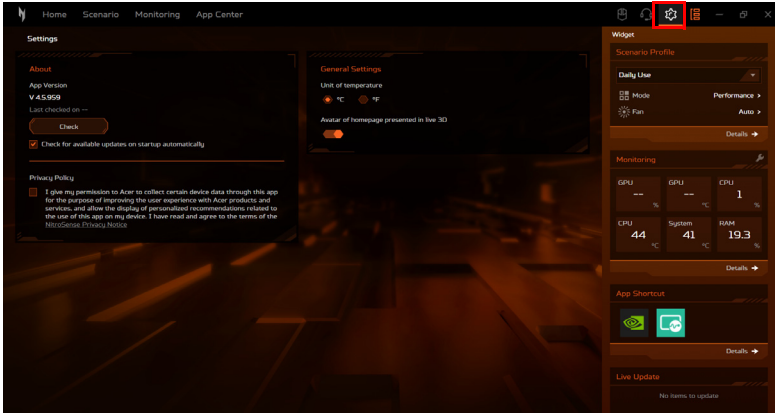 Home Scenario Monitoring App Center
Settings
About
App Version
V 4.5.959
Last checked on --
Check
Check for available updates on startup automatically
Privacy Policy
I give my permission to Acer to collect certain device data through this app
for the purpose of improving the user experience with Acer products and
services, and allow the display of personalized recommendations related to
the use of this app on my device. I have read and agree to the terms of the
NitroSense Privacy Notice
General Settings
Unit of temperature
°C °F
Avatar of homepage presented in live 3D
Widget
Scenario Profile
Daily Use
Mode Performance >
Fan Auto >
Details →
Monitoring
GPU GPU CPU
-- -- 1
% °C %
CPU System RAM
44 41 19.3
°C °C %
Details →
App Shortcut
Details →
Live Update
No items to update